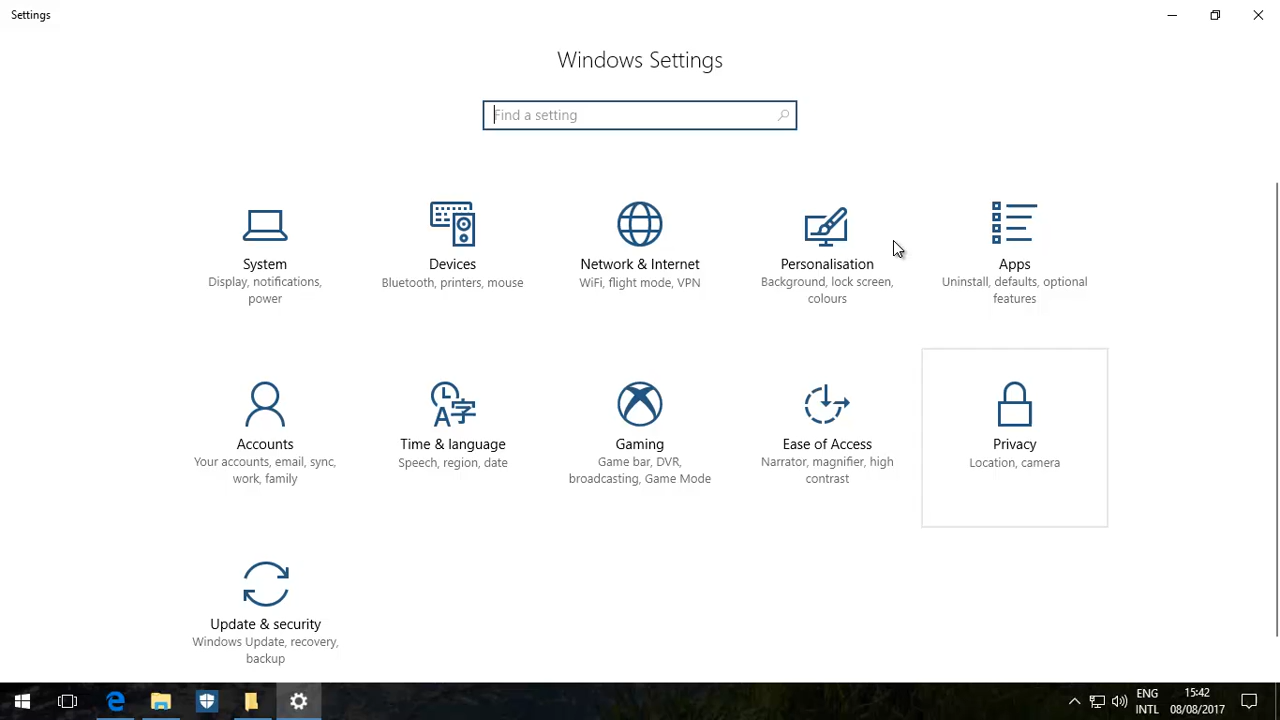 Settings
Windows Settings
Find a setting
System
Display, notifications,
power
Devices
Bluetooth, printers, mouse
Network & Internet
WiFi, flight mode, VPN
Personalisation
Background, lock screen,
colours
Apps
Uninstall, defaults, optional
features
Accounts
Your accounts, email, sync,
work, family
Time & language
Speech, region, date
Gaming
Game bar, DVR,
broadcasting, Game Mode
Ease of Access
Narrator, magnifier, high
contrast
Privacy
Location, camera
Update & security
Windows Update, recovery,
backup
ENG
INTL
15:42
08/08/2017